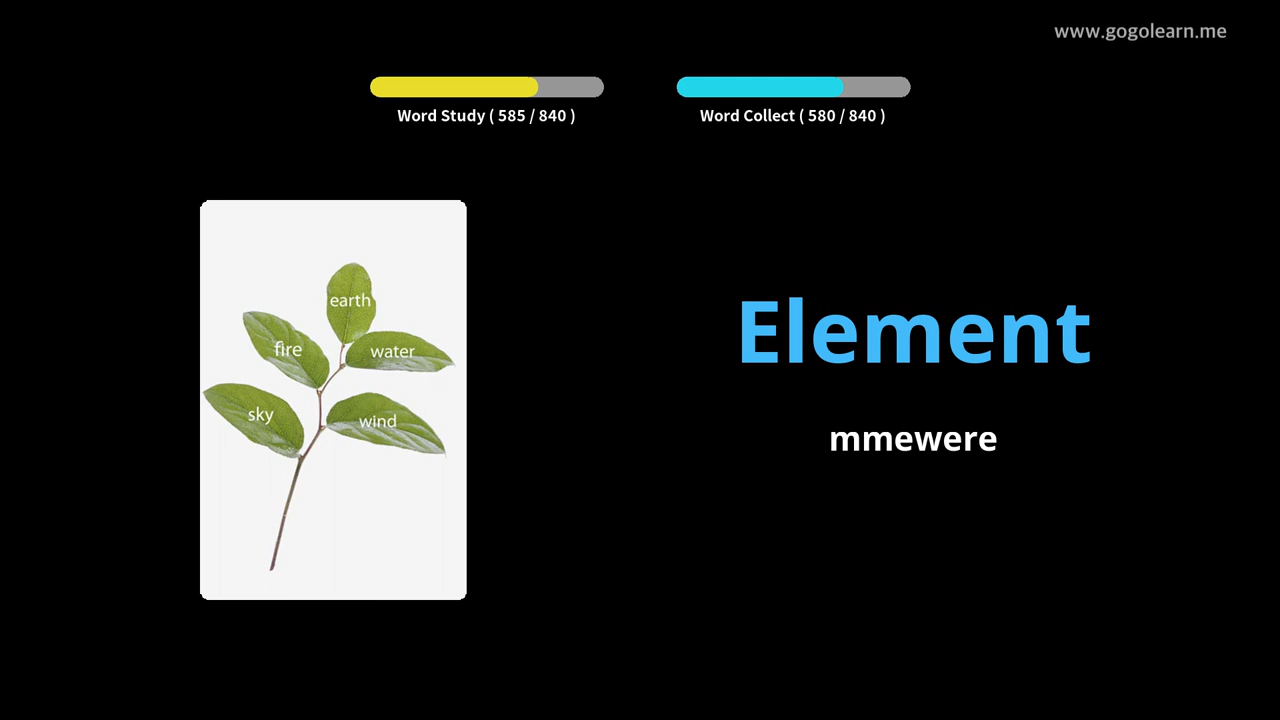 www.gogolearn.me
Word Study ( 585 / 840 )
Word Collect ( 580 / 840 )
earth
fire
water
sky
wind
Element
mmewere